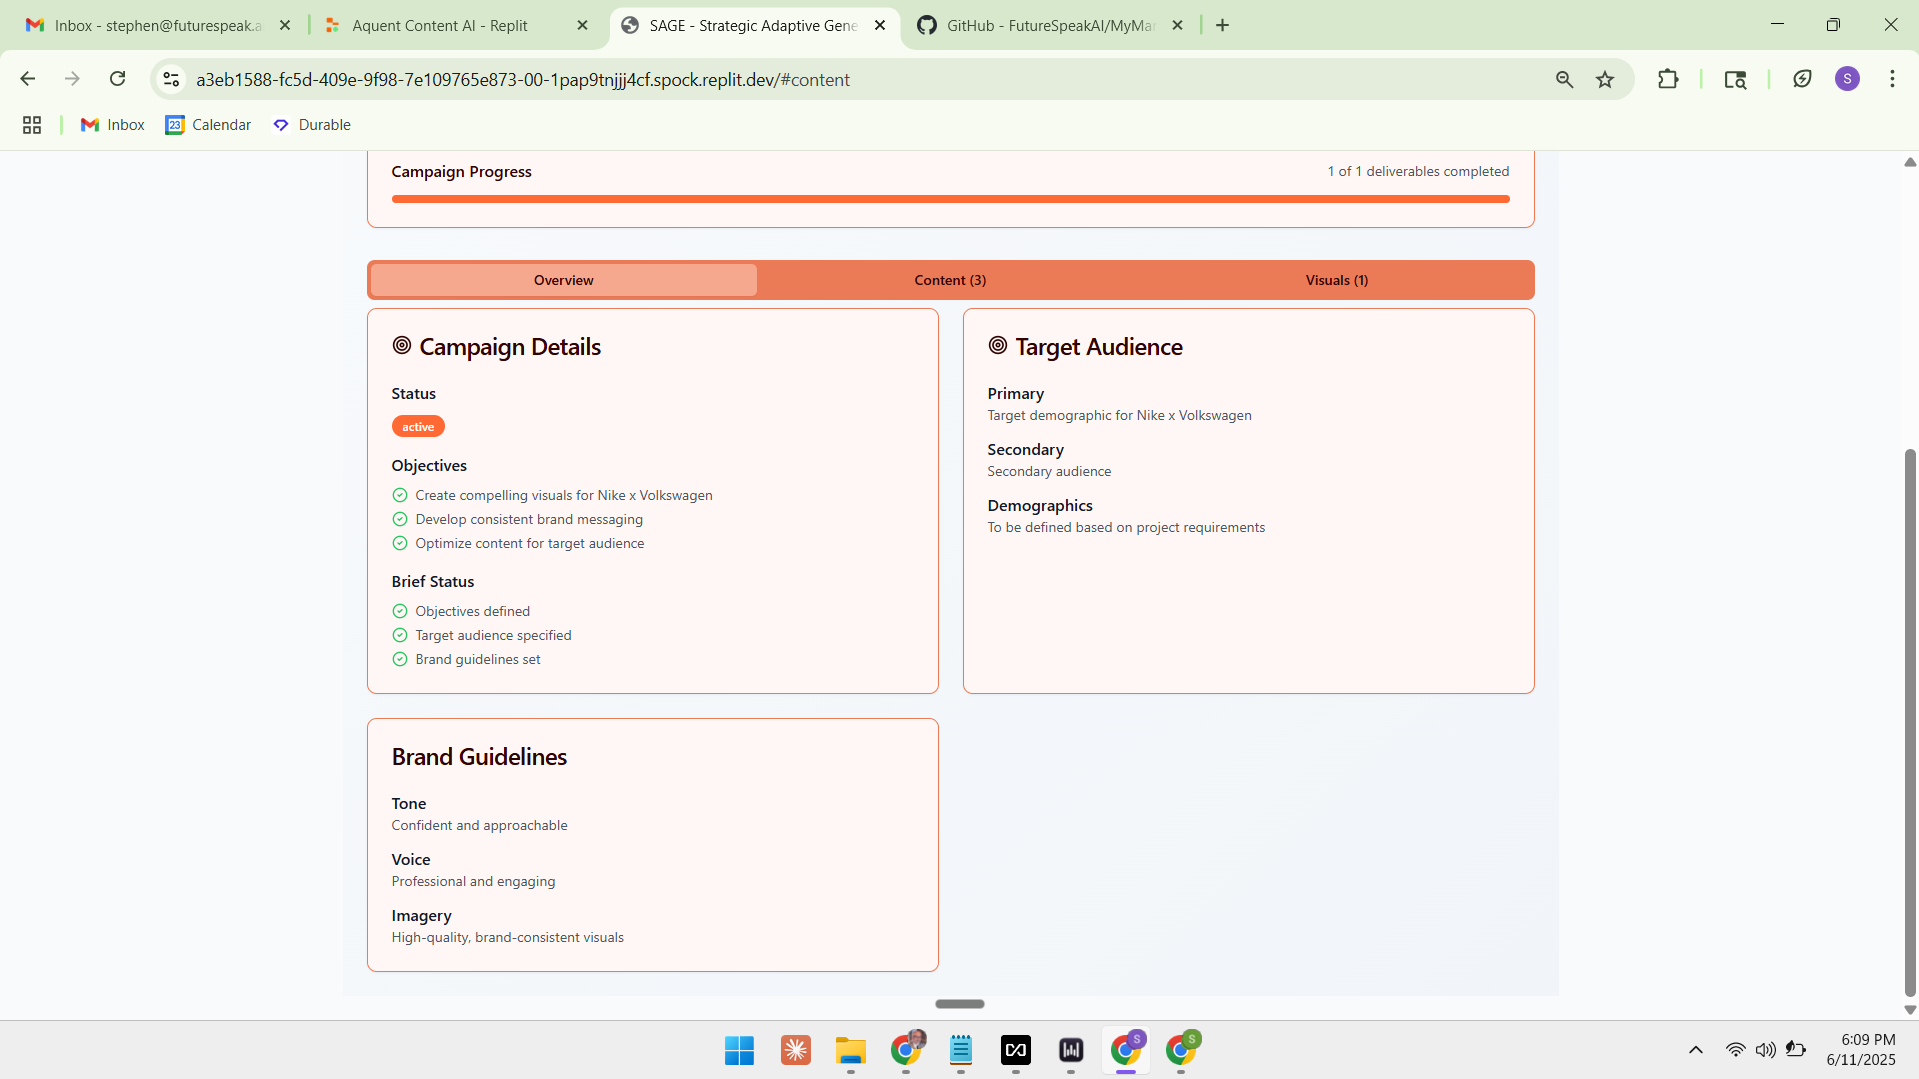 Inbox - stephen@futurespeak.a
Aquent Content AI - Replit
SAGE - Strategic Adaptive Gene
GitHub - FutureSpeakAI/MyMar
a3eb1588-fc5d-409e-9f98-7e109765e873-00-1pap9tnjjj4cf.spock.replit.dev/#content
S
Inbox
23
Calendar
Durable
Campaign Progress
1 of 1 deliverables completed
Overview
Content (3)
Visuals (1)
Campaign Details
Status
active
Objectives
Create compelling visuals for Nike x Volkswagen
Develop consistent brand messaging
Optimize content for target audience
Brief Status
Objectives defined
Target audience specified
Brand guidelines set
Target Audience
Primary
Target demographic for Nike x Volkswagen
Secondary
Secondary audience
Demographics
To be defined based on project requirements
Brand Guidelines
Tone
Confident and approachable
Voice
Professional and engaging
Imagery
High-quality, brand-consistent visuals
S
S
6:09 PM
6/11/2025